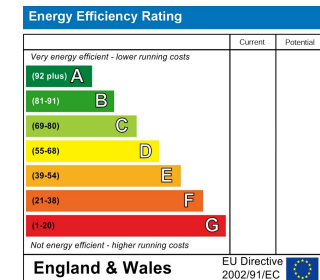 Energy Efficiency Rating
Current Potential
Very energy efficient - lower running costs
(92 plus) A
(81-91) B
(69-80) C
(55-68) D
(39-54) E
(21-38) F
(1-20) G
Not energy efficient - higher running costs
England & Wales
EU Directive
2002/91/EC